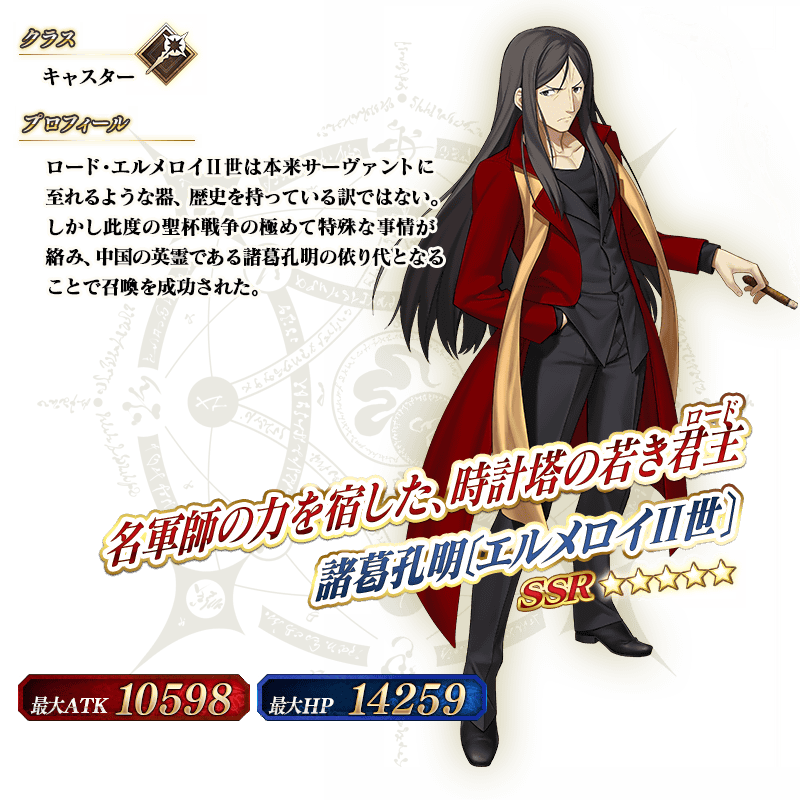 クラス
キャスター
プロフィール
ロード・エルメロイⅡ世は本来サーヴァントに
至れるような器、歴史を持っている訳ではない。
しかし此度の聖杯戦争の極めて特殊な事情が
絡み、中国の英霊である諸葛孔明の依り代となる
ことで召喚を成功された。
ロード
名軍師の力を宿した、時計塔の若き君主
諸葛孔明〔エルメロイⅡ世〕
SSR ☆☆☆☆☆
最大ATK 10598
最大HP 14259